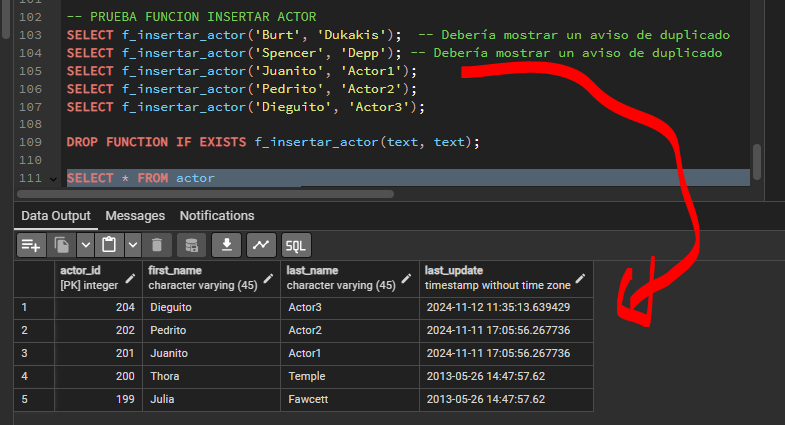 102 -- PRUEBA FUNCION INSERTAR ACTOR
103 SELECT f_insertar_actor('Burt', 'Dukakis'); -- Debería mostrar un aviso de duplicado
104 SELECT f_insertar_actor('Spencer', 'Depp'); -- Debería mostrar un aviso de duplicado
105 SELECT f_insertar_actor('Juanito', 'Actor1');
106 SELECT f_insertar_actor('Pedrito', 'Actor2');
107 SELECT f_insertar_actor('Dieguito', 'Actor3');
108
109 DROP FUNCTION IF EXISTS f_insertar_actor(text, text);
110
111 SELECT * FROM actor
Data Output Messages Notifications
SQL
actor_id first_name last_name last_update
[PK] integer character varying (45) character varying (45) timestamp without time zone
1 204 Dieguito Actor3 2024-11-12 11:35:13.639429
2 202 Pedrito Actor2 2024-11-11 17:05:56.267736
3 201 Juanito Actor1 2024-11-11 17:05:56.267736
4 200 Thora Temple 2013-05-26 14:47:57.62
5 199 Julia Fawcett 2013-05-26 14:47:57.62